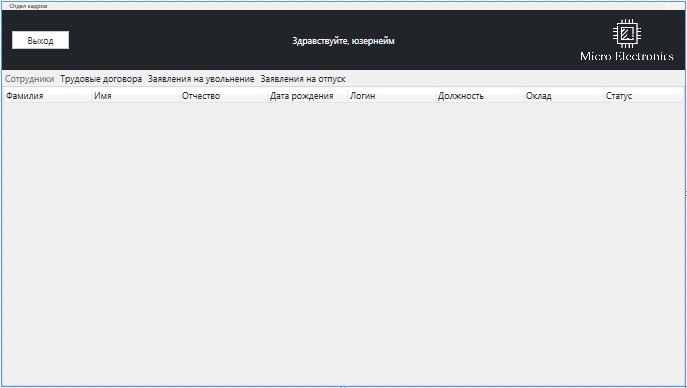 Отдел кадров
Выход
Здравствуйте, юзернейм
Micro Electronics
Сотрудники Трудовые договора Заявления на увольнение Заявления на отпуск
Фамилия Имя Отчество Дата рождения Логин Должность Оклад Статус